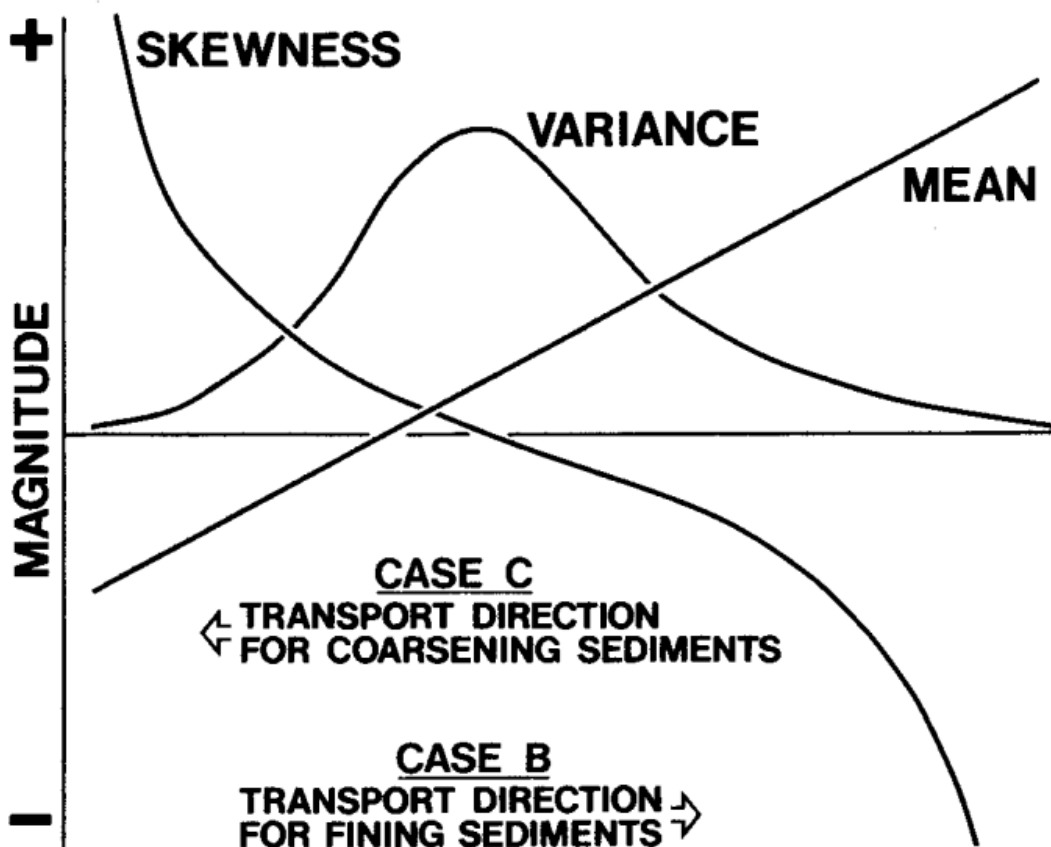 +
SKEWNESS
VARIANCE
MEAN
MAGNITUDE
CASE C
TRANSPORT DIRECTION
FOR COARSENING SEDIMENTS
CASE B
TRANSPORT DIRECTION
FOR FINING SEDIMENTS
−